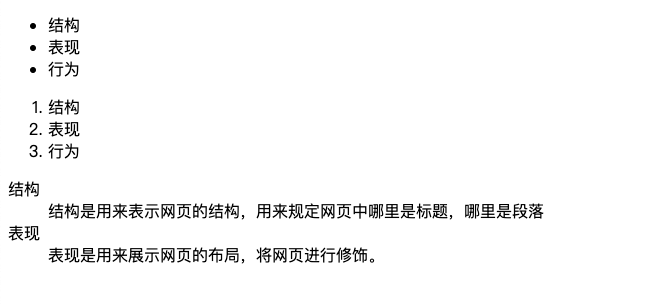 • 结构
• 表现
• 行为
1. 结构
2. 表现
3. 行为
结构
结构是用来表示网页的结构，用来规定网页中哪里是标题，哪里是段落
表现
表现是用来展示网页的布局，将网页进行修饰。